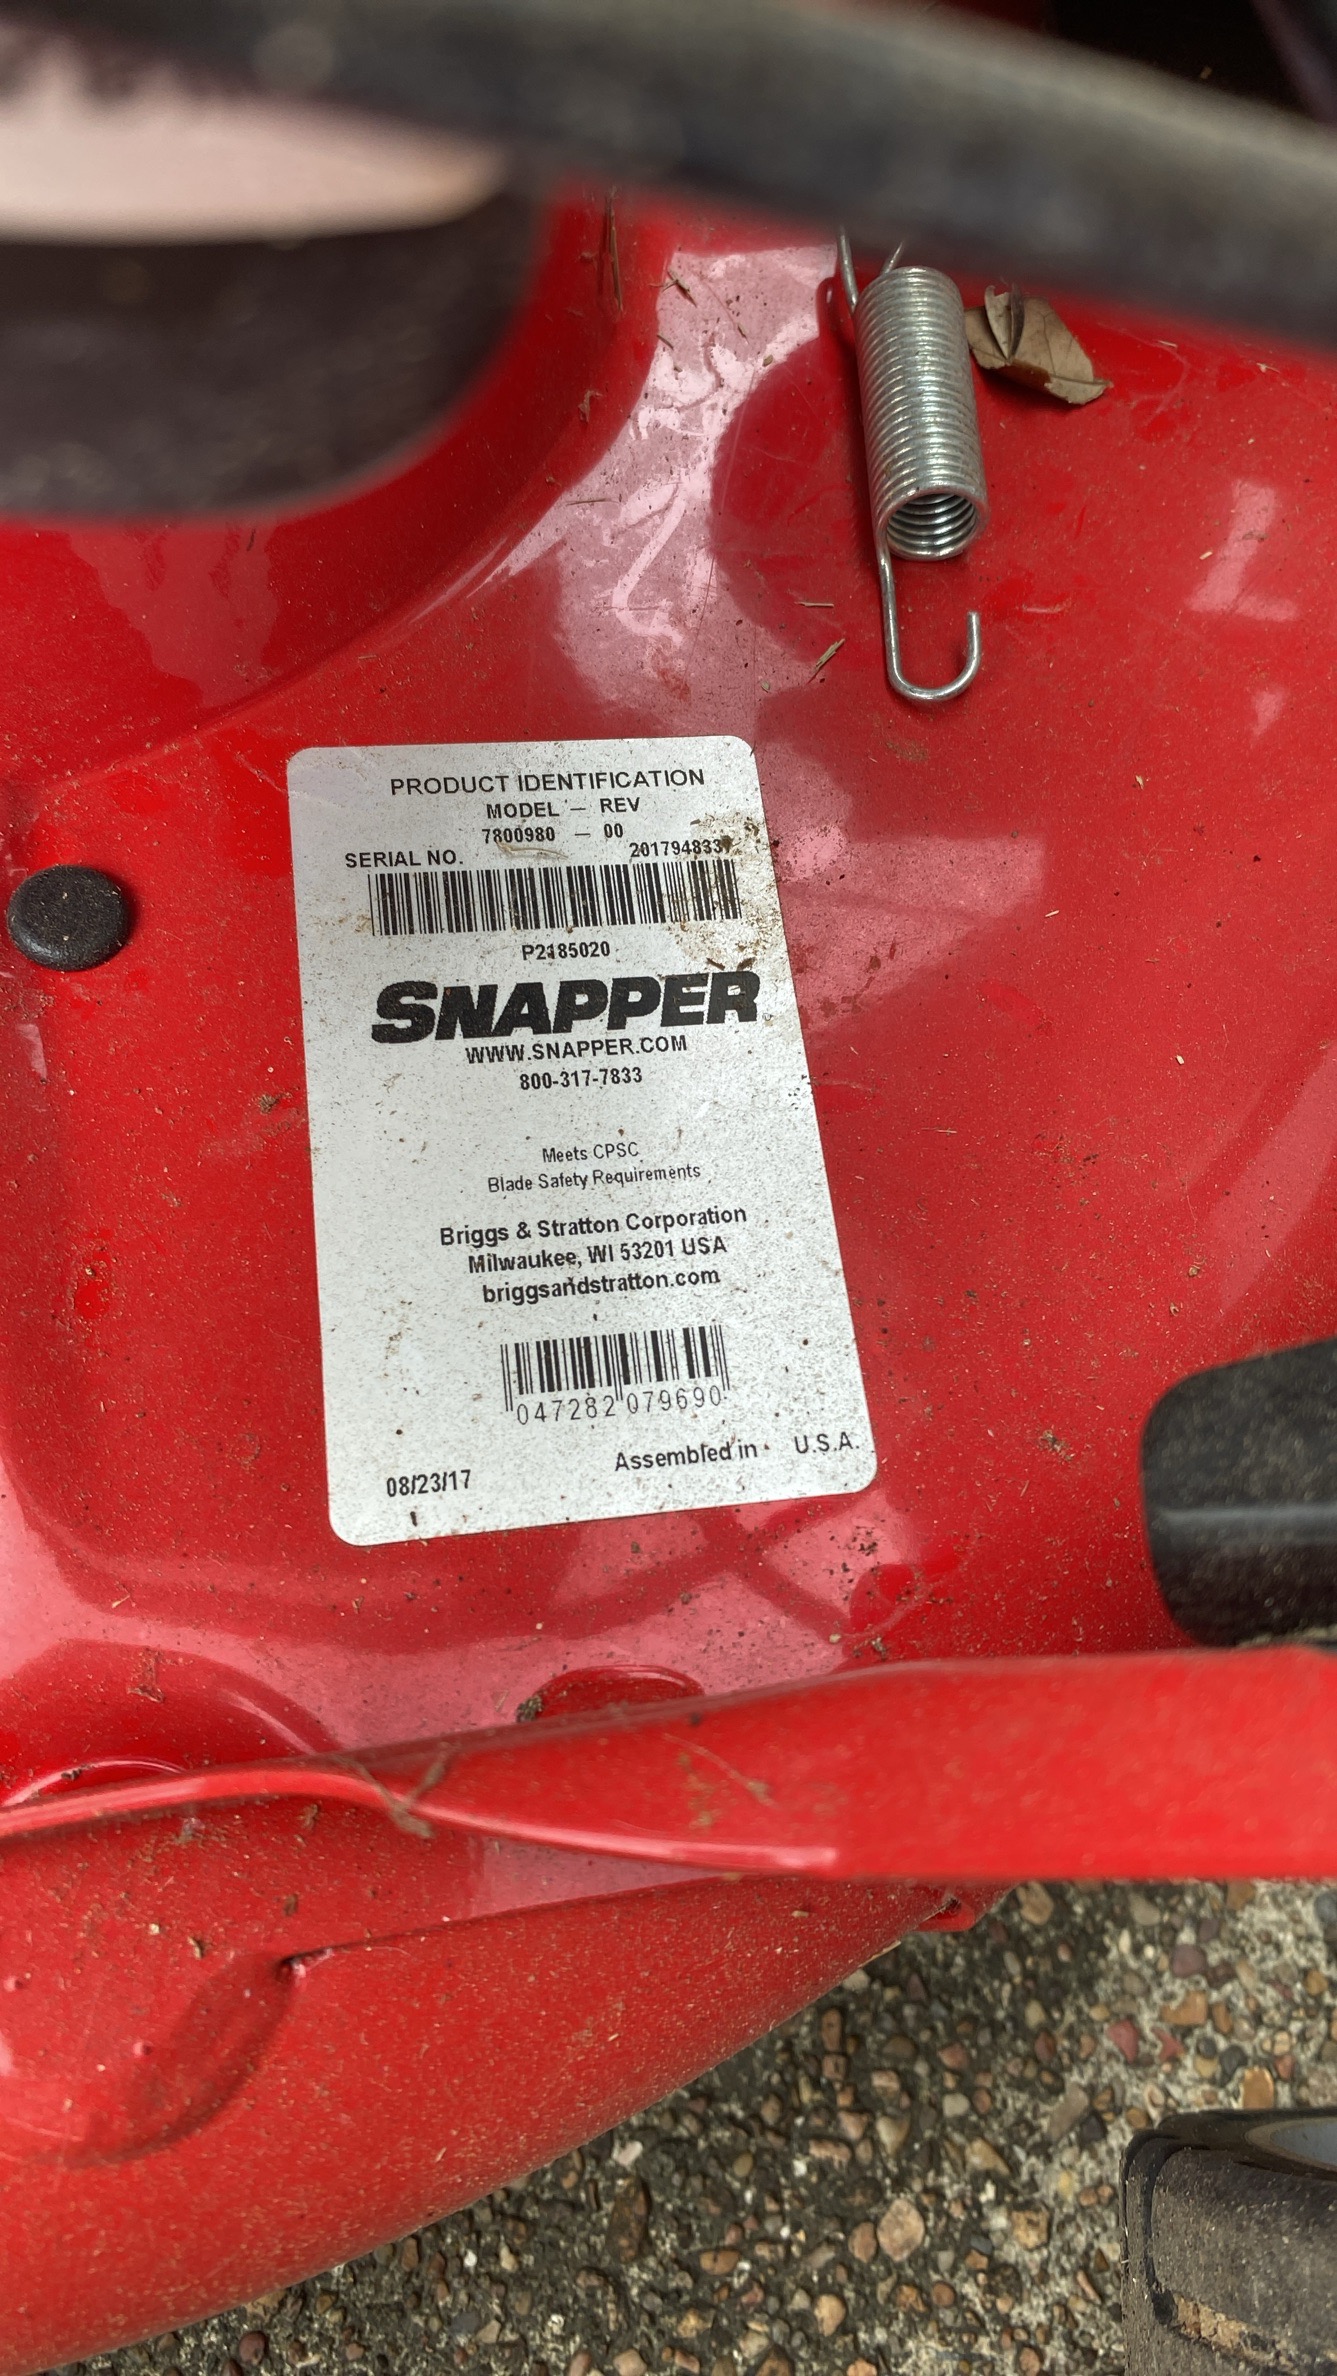 PRODUCT IDENTIFICATION
MODEL — REV
7800980 — 00
SERIAL NO.
P2185020
SNAPPER
WWW.SNAPPER.COM
800-317-7833
Meets CPSC
Blade Safety Requirements
Briggs & Stratton Corporation
Milwaukee, WI 53201 USA
briggsandstratton.com
047282 079690
Assembled in U.S.A.
08/23/17